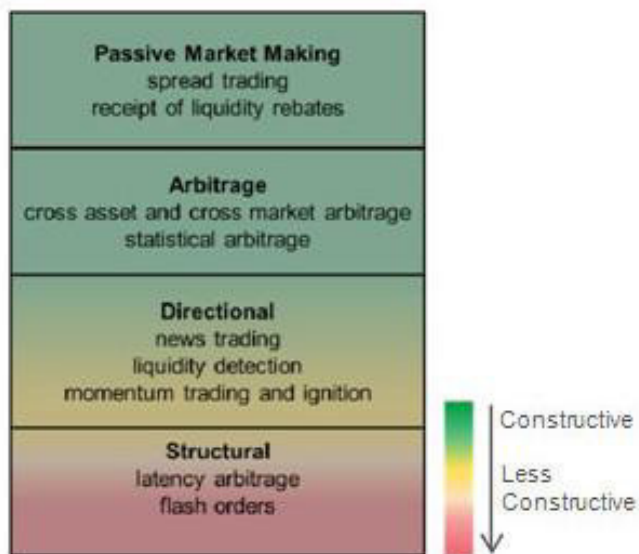 Passive Market Making
spread trading
receipt of liquidity rebates
Arbitrage
cross asset and cross market arbitrage
statistical arbitrage
Directional
news trading
liquidity detection
momentum trading and ignition
Structural
latency arbitrage
flash orders
Constructive
Less
Constructive